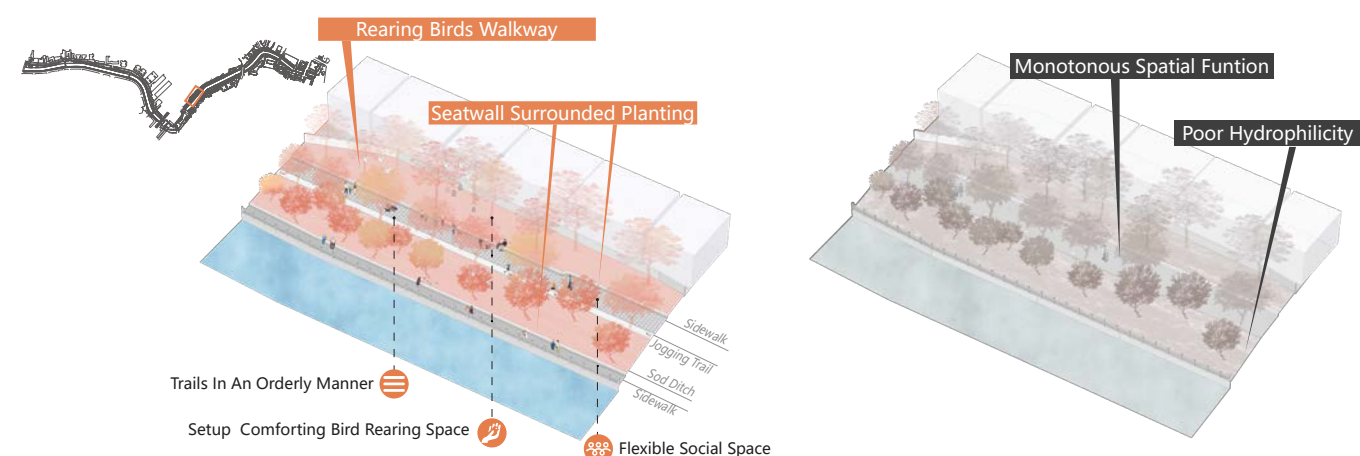 Rearing Birds Walkway
Seatwall Surrounded Planting
Sidewalk
Jogging Trail
Sod Ditch
Sidewalk
Trails In An Orderly Manner
Setup Comforting Bird Rearing Space
Flexible Social Space
Monotonous Spatial Funtion
Poor Hydrophilicity